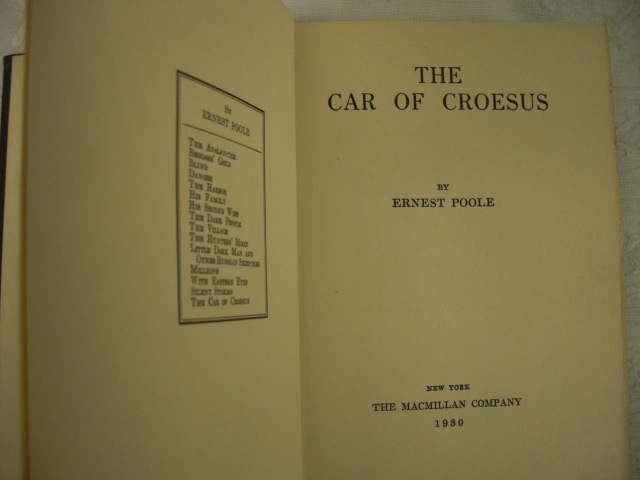 By
ERNEST POOLE
THE AVALANCHE
BEGGARS' GOLD
BLIND
DANGER
THE HARBOR
HIS FAMILY
HIS SECOND WIFE
THE DARK PEOPLE
THE VILLAGE
THE HUNTERS' MOON
LITTLE DARK MAN AND
OTHER RUSSIAN SKETCHES
MILLIONS
WITH EASTERN EYES
SILENT STORMS
THE CAR OF CROESUS
THE
CAR OF CROESUS
BY
ERNEST POOLE
NEW YORK
THE MACMILLAN COMPANY
1930